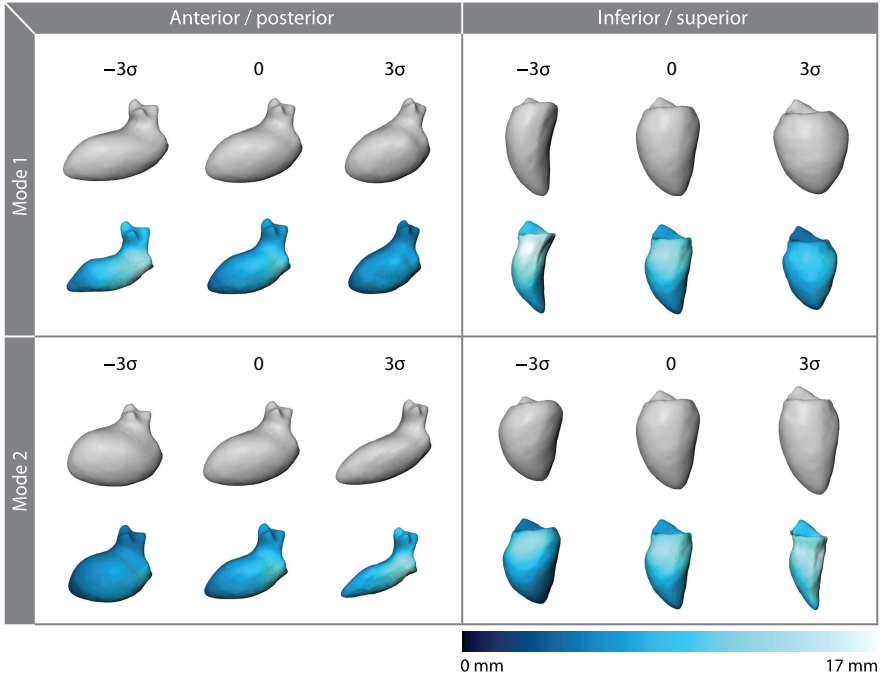 Anterior / posterior
Inferior / superior
Mode 1
−3σ 0 3σ
−3σ 0 3σ
Mode 2
−3σ 0 3σ
−3σ 0 3σ
0 mm
17 mm